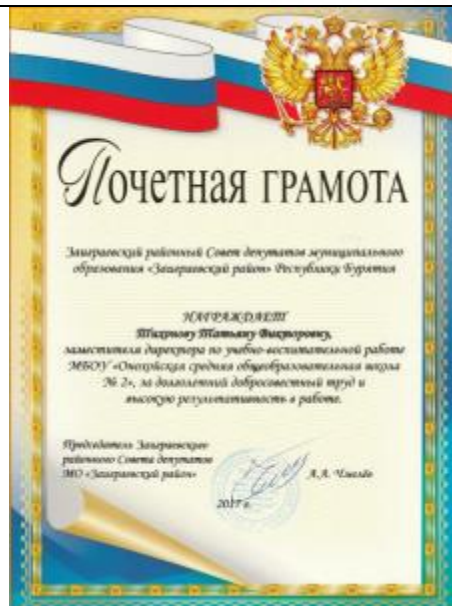 Почетная ГРАМОТА
Заиграевский районный Совет депутатов муниципального
образования «Заиграевский район» Республики Бурятия
НАГРАЖДАЕТ
Тихонову Татьяну Викторовну,
заместителя директора по учебно-воспитательной работе
МБОУ «Онохойская средняя общеобразовательная школа
№ 2», за долголетний добросовестный труд и
высокую результативность в работе.
Председатель Заиграевского
районного Совета депутатов
МО «Заиграевский район» А.А.
2017 г.